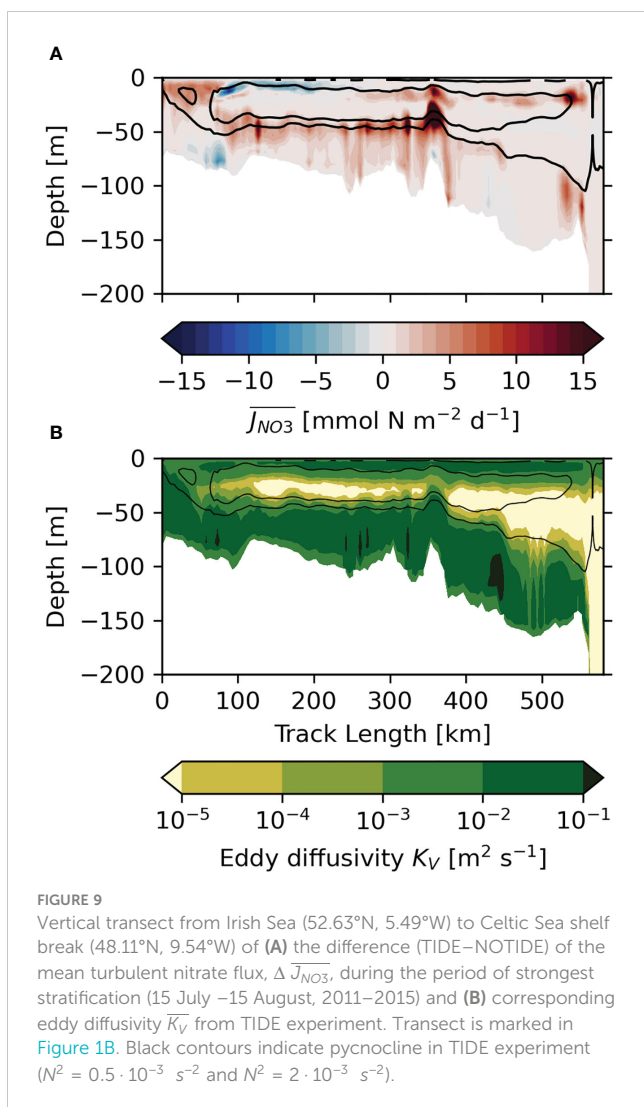 A
0
−50
−100
−150
−200
Depth [m]
−15 −10 −5 0 5 10 15
J̅_NO3 [mmol N m⁻² d⁻¹]
B
0
−50
−100
−150
−200
Depth [m]
0 100 200 300 400 500
Track Length [km]
10⁻⁵ 10⁻⁴ 10⁻³ 10⁻² 10⁻¹
Eddy diffusivity K_V [m² s⁻¹]
FIGURE 9
Vertical transect from Irish Sea (52.63°N, 5.49°W) to Celtic Sea shelf
break (48.11°N, 9.54°W) of (A) the difference (TIDE−NOTIDE) of the
mean turbulent nitrate flux, Δ J̅_NO3, during the period of strongest
stratification (15 July –15 August, 2011–2015) and (B) corresponding
eddy diffusivity K̅_V from TIDE experiment. Transect is marked in
Figure 1B. Black contours indicate pycnocline in TIDE experiment
(N² = 0.5 · 10⁻³ s⁻² and N² = 2 · 10⁻³ s⁻²).